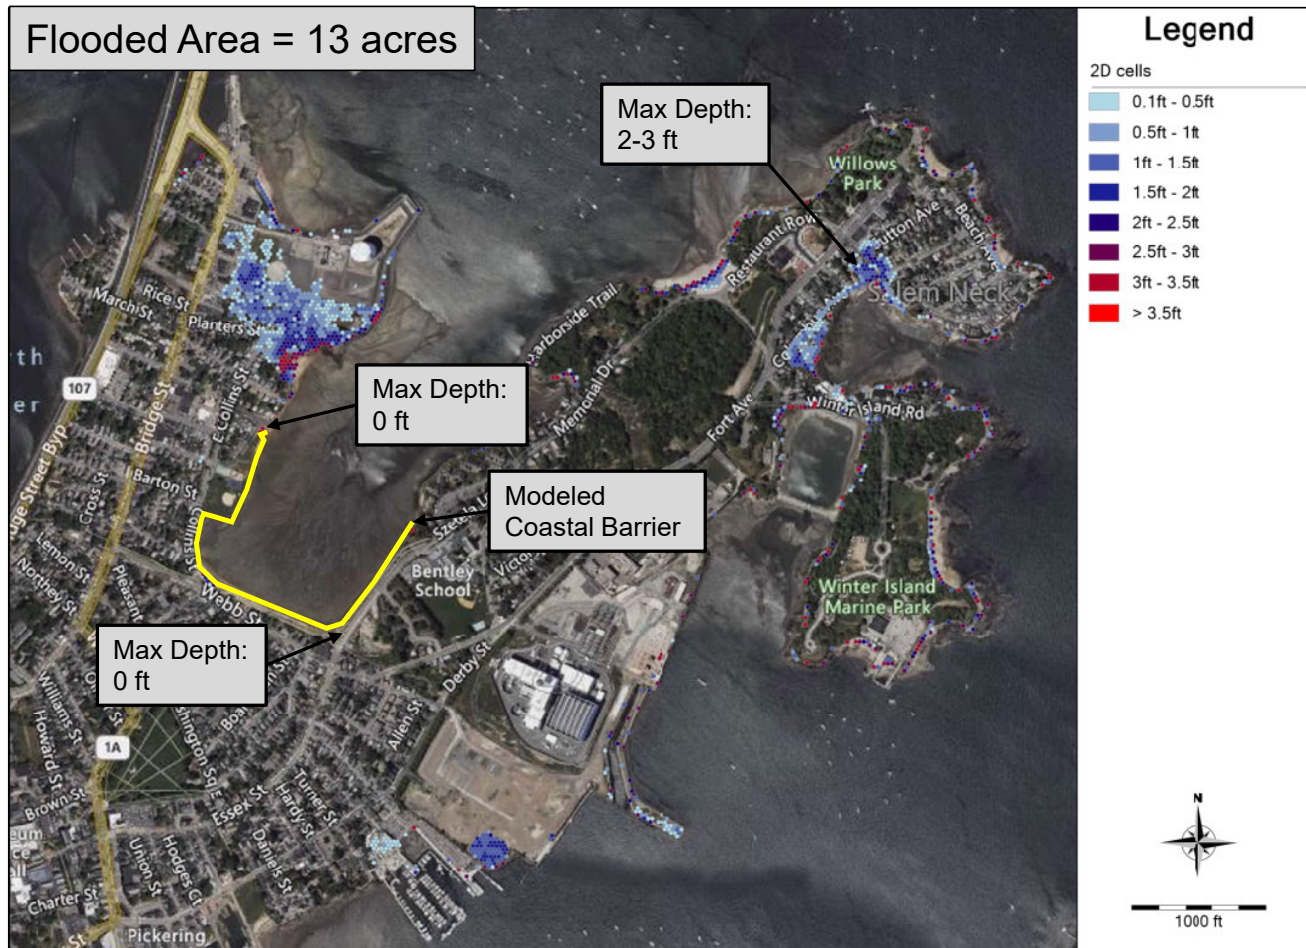 Flooded Area = 13 acres
Legend
2D cells
0.1ft - 0.5ft
0.5ft - 1ft
1ft - 1.5ft
1.5ft - 2ft
2ft - 2.5ft
2.5ft - 3ft
3ft - 3.5ft
> 3.5ft
Max Depth:
2-3 ft
Willows
Park
Restaurant Row
Beach Ave
Salem Neck
Rice St
March St
Planters St
Memorial Dr
th
er
107
Max Depth:
0 ft
E Collins St
Bridge St
Fort Ave
Winter Island Rd
Barton St
Cross St
Modeled
Coastal Barrier
Lemon St
Northey St
Pleasant
Collins St
Webb S
Bentley
School
Winter Island
Marine Park
Max Depth:
0 ft
Derby St
Williams St
Howard St
Allen St
1A
Brown St
Essex St
Turner St
Hardy St
Daniels St
Union St
Hodges Ct
Charter St
Pickering
N
1000 ft